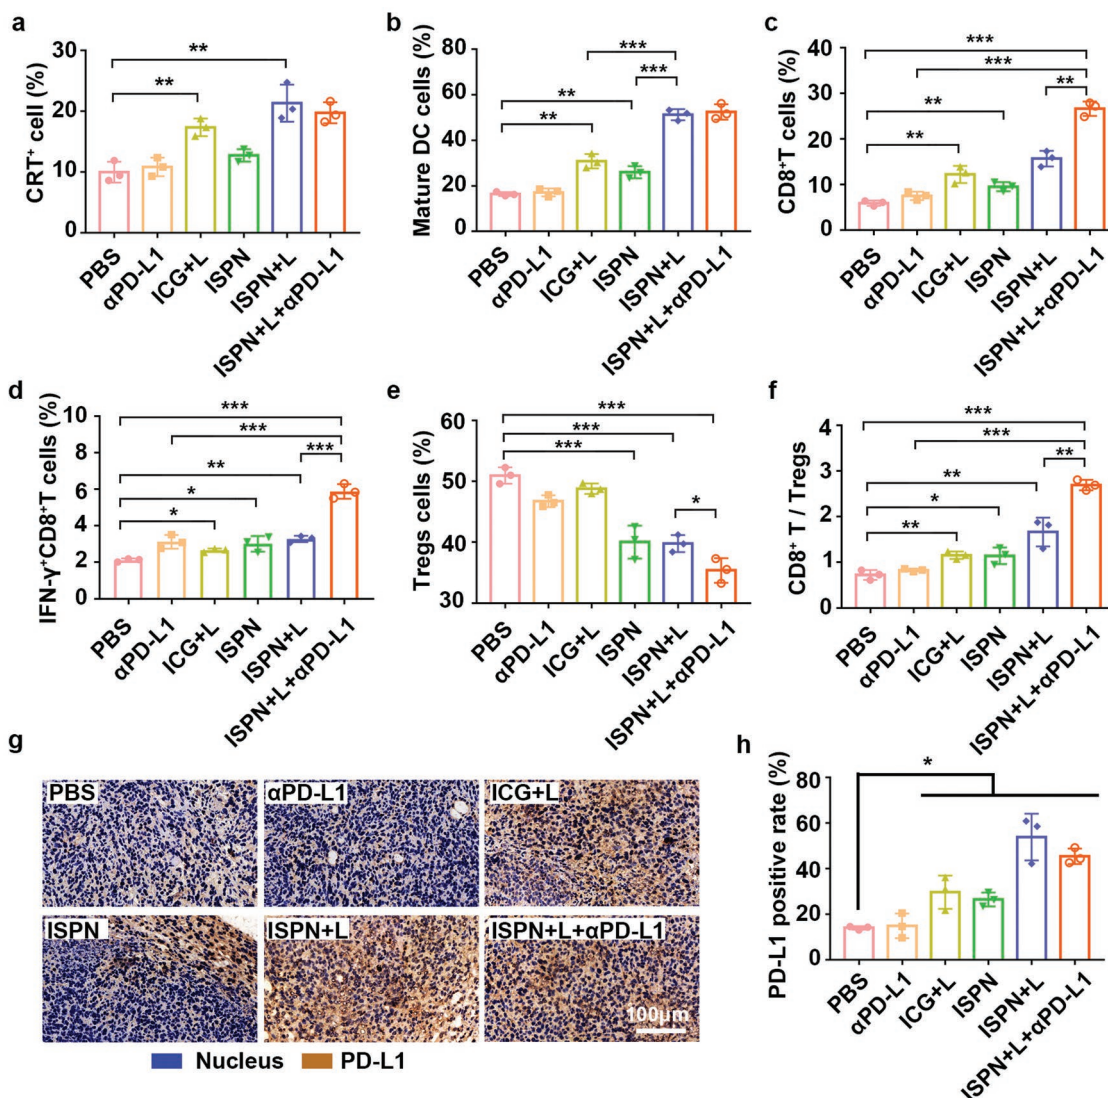 a
CRT⁺ cell (%)
30
20
10
0
**
**
PBS
αPD-L1
ICG+L
ISPN
ISPN+L
ISPN+L+αPD-L1
b
Mature DC cells (%)
80
60
40
20
0
***
***
**
**
PBS
αPD-L1
ICG+L
ISPN
ISPN+L
ISPN+L+αPD-L1
c
CD8⁺T cells (%)
40
30
20
10
0
***
***
**
**
**
PBS
αPD-L1
ICG+L
ISPN
ISPN+L
ISPN+L+αPD-L1
d
IFN-γ⁺CD8⁺T cells (%)
10
8
6
4
2
0
***
***
***
**
*
*
PBS
αPD-L1
ICG+L
ISPN
ISPN+L
ISPN+L+αPD-L1
e
Tregs cells (%)
60
50
40
30
***
***
***
*
PBS
αPD-L1
ICG+L
ISPN
ISPN+L
ISPN+L+αPD-L1
f
CD8⁺ T / Tregs
4
3
2
1
0
***
***
**
**
*
**
PBS
αPD-L1
ICG+L
ISPN
ISPN+L
ISPN+L+αPD-L1
g
PBS
αPD-L1
ICG+L
ISPN
ISPN+L
ISPN+L+αPD-L1
100μm
Nucleus
PD-L1
h
PD-L1 positive rate (%)
80
60
40
20
0
*
PBS
αPD-L1
ICG+L
ISPN
ISPN+L
ISPN+L+αPD-L1